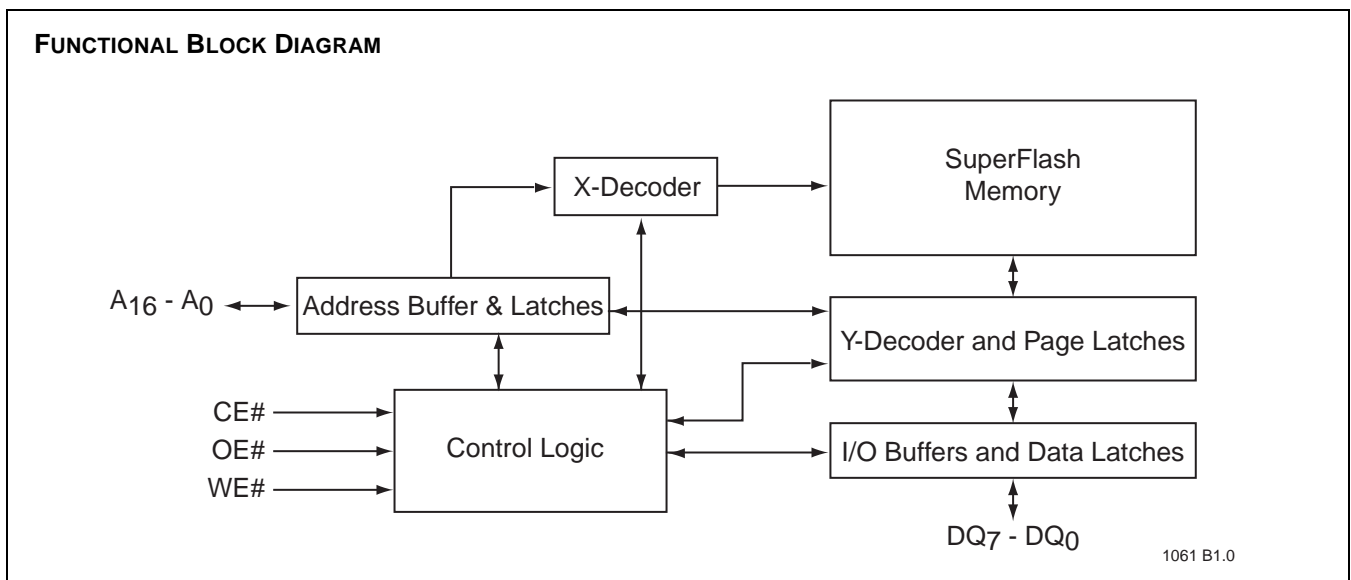 FUNCTIONAL BLOCK DIAGRAM
SuperFlash
Memory
X-Decoder
A16 - A0
Address Buffer & Latches
Y-Decoder and Page Latches
CE#
OE#
WE#
Control Logic
I/O Buffers and Data Latches
DQ7 - DQ0
1061 B1.0